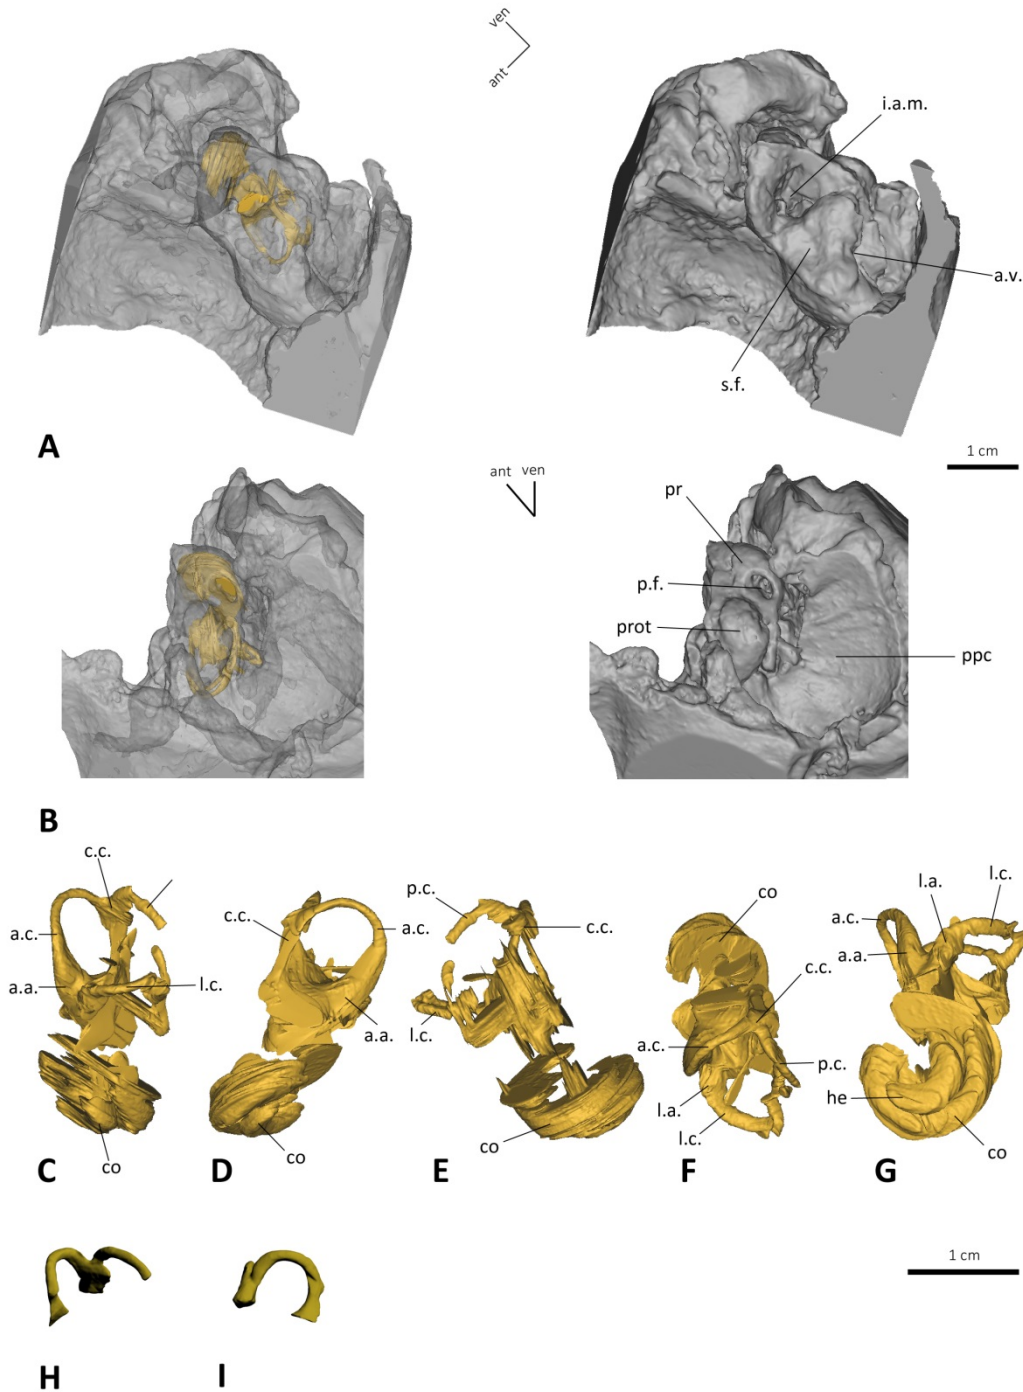 ven
ant
i.a.m.
a.v.
s.f.
A
1 cm
ant ven
pr
p.f.
prot
ppc
B
c.c.
a.c.
a.a.
l.c.
co
C
c.c.
a.c.
a.a.
co
D
p.c.
c.c.
l.c.
co
E
co
c.c.
a.c.
p.c.
l.a.
l.c.
F
l.a.
l.c.
a.c.
a.a.
he
co
G
1 cm
H
I